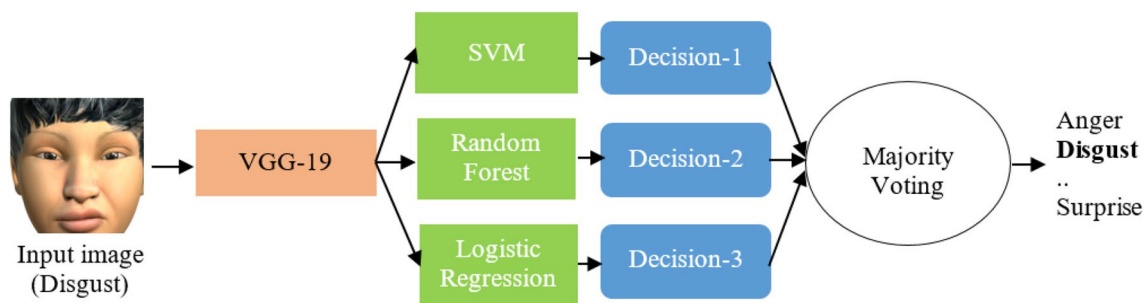 Input image
(Disgust)
VGG-19
SVM
Random
Forest
Logistic
Regression
Decision-1
Decision-2
Decision-3
Majority
Voting
Anger
Disgust
..
Surprise